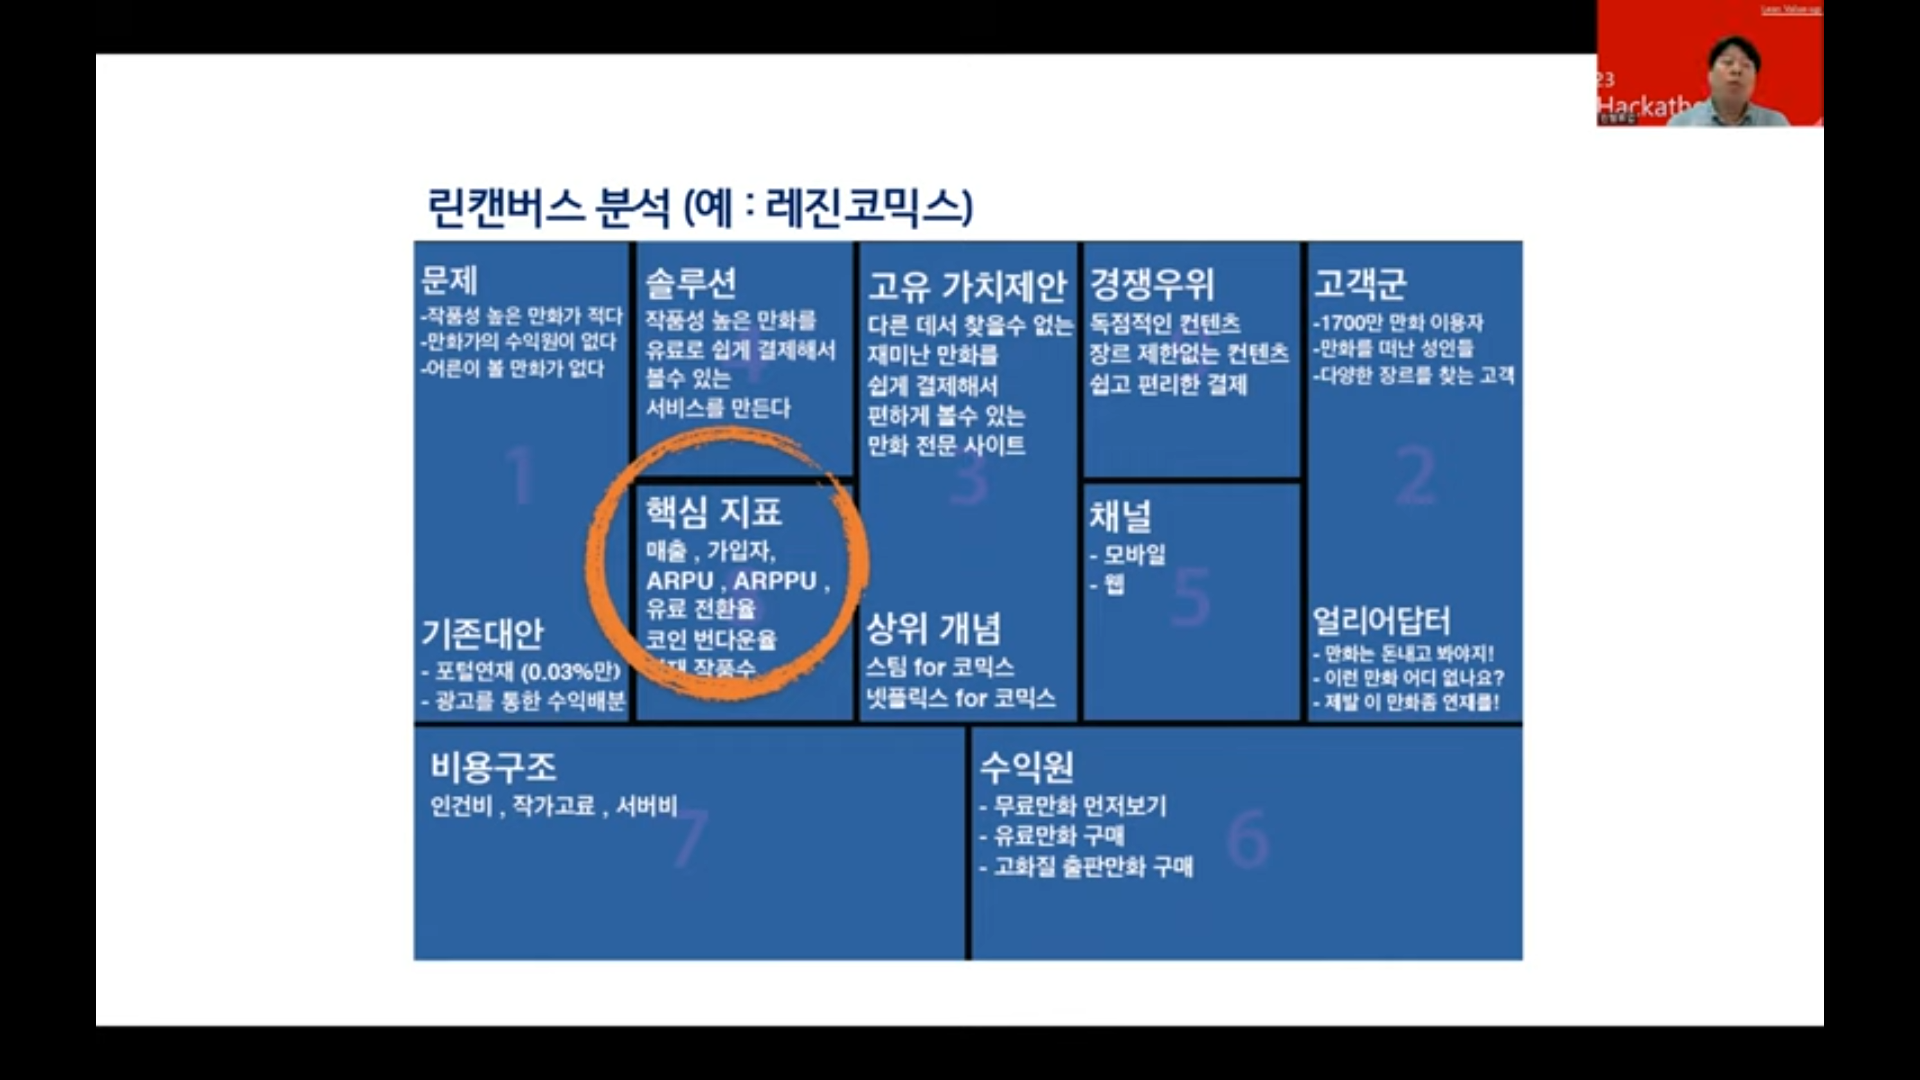 Lean Value-up
23
Hackath
린캔버스 분석 (예 : 레진코믹스)
문제
-작품성 높은 만화가 적다
-만화가의 수익원이 없다
-어른이 볼 만화가 없다
1
기존대안
- 포털연재 (0.03%만)
- 광고를 통한 수익배분
솔루션
작품성 높은 만화를
유료로 쉽게 결제해서
볼수 있는
서비스를 만든다
4
핵심 지표
매출 , 가입자,
ARPU , ARPPU ,
유료 전환율
코인 번다운율
작품수
고유 가치제안
다른 데서 찾을수 없는
재미난 만화를
쉽게 결제해서
편하게 볼수 있는
만화 전문 사이트
3
상위 개념
스팀 for 코믹스
넷플릭스 for 코믹스
경쟁우위
독점적인 컨텐츠
장르 제한없는 컨텐츠
쉽고 편리한 결제
채널
- 모바일
- 웹
5
고객군
-1700만 만화 이용자
-만화를 떠난 성인들
-다양한 장르를 찾는 고객
2
얼리어답터
- 만화는 돈내고 봐야지!
- 이런 만화 어디 없나요?
- 제발 이 만화좀 연재를!
비용구조
인건비 , 작가고료 , 서버비
7
수익원
- 무료만화 먼저보기
- 유료만화 구매
- 고화질 출판만화 구매
6